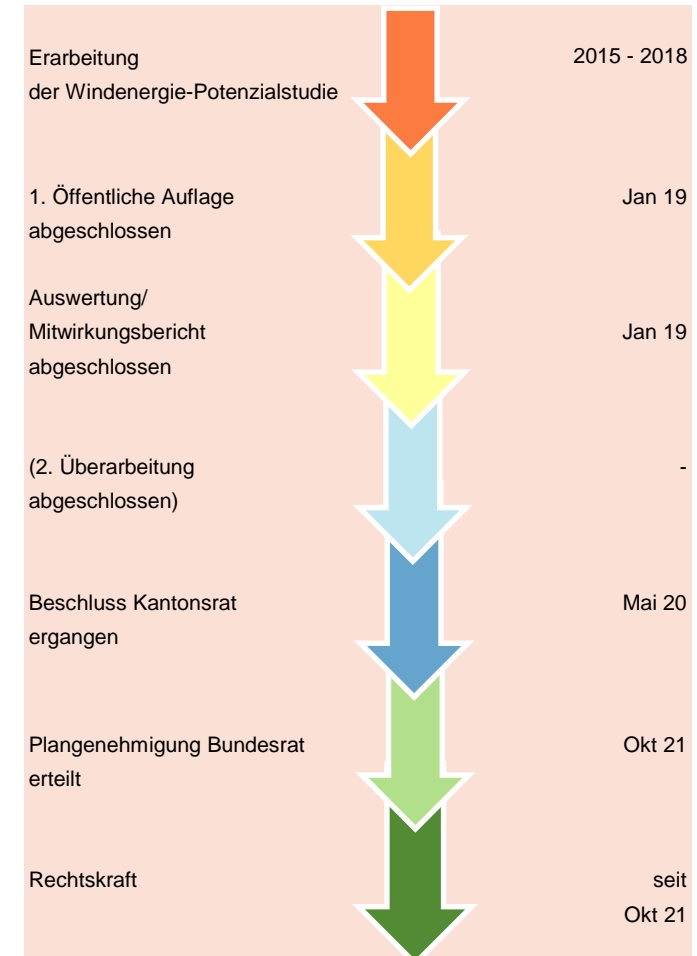 Erarbeitung
der Windenergie-Potenzialstudie
2015 - 2018
1. Öffentliche Auflage
abgeschlossen
Jan 19
Auswertung/
Mitwirkungsbericht
abgeschlossen
Jan 19
(2. Überarbeitung
abgeschlossen)
-
Beschluss Kantonsrat
ergangen
Mai 20
Plangenehmigung Bundesrat
erteilt
Okt 21
Rechtskraft
seit
Okt 21